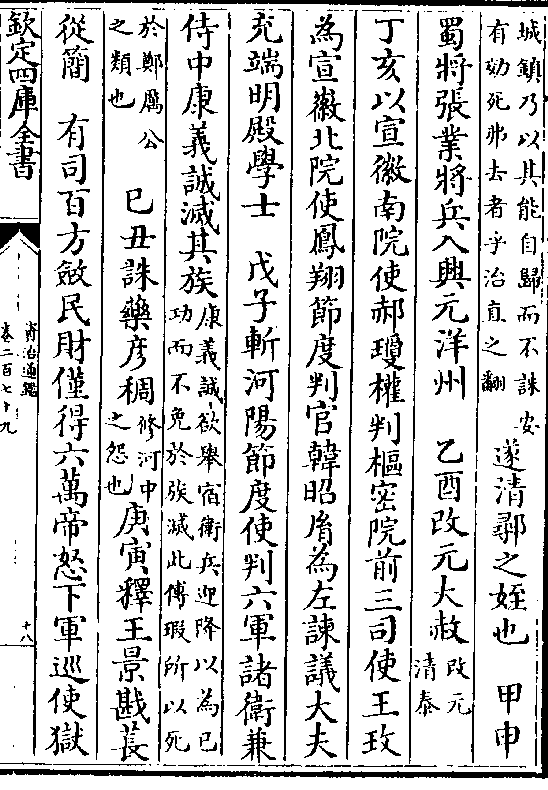 城鎮乃以其能自歸而不誅安
有効死弗去者乎治直之翻
遂清鄩之姪也　甲申
蜀將張業將兵入興元洋州　乙酉改元大赦
改元
清泰
丁亥以宣徽南院使郝瓊權判樞密院前三司使王玫
為宣徽北院使鳳翔節度判官韓昭𦙍為左諫議大夫
充端明殿學士　戊子斬河陽節度使判六軍諸衛兼
侍中康義誠滅其族
康義誠欲舉宿衛兵迎降以為已
功而不免於族滅此傅瑕所以死
於鄭厲公
之類也
巳丑誅藥彦稠
修河中
之怨也
庚寅釋王景戡萇
從簡　有司百方斂民財僅得六萬帝怒下軍巡使獄
欽定四庫全書
資治通鑑
卷二百七十九
十八